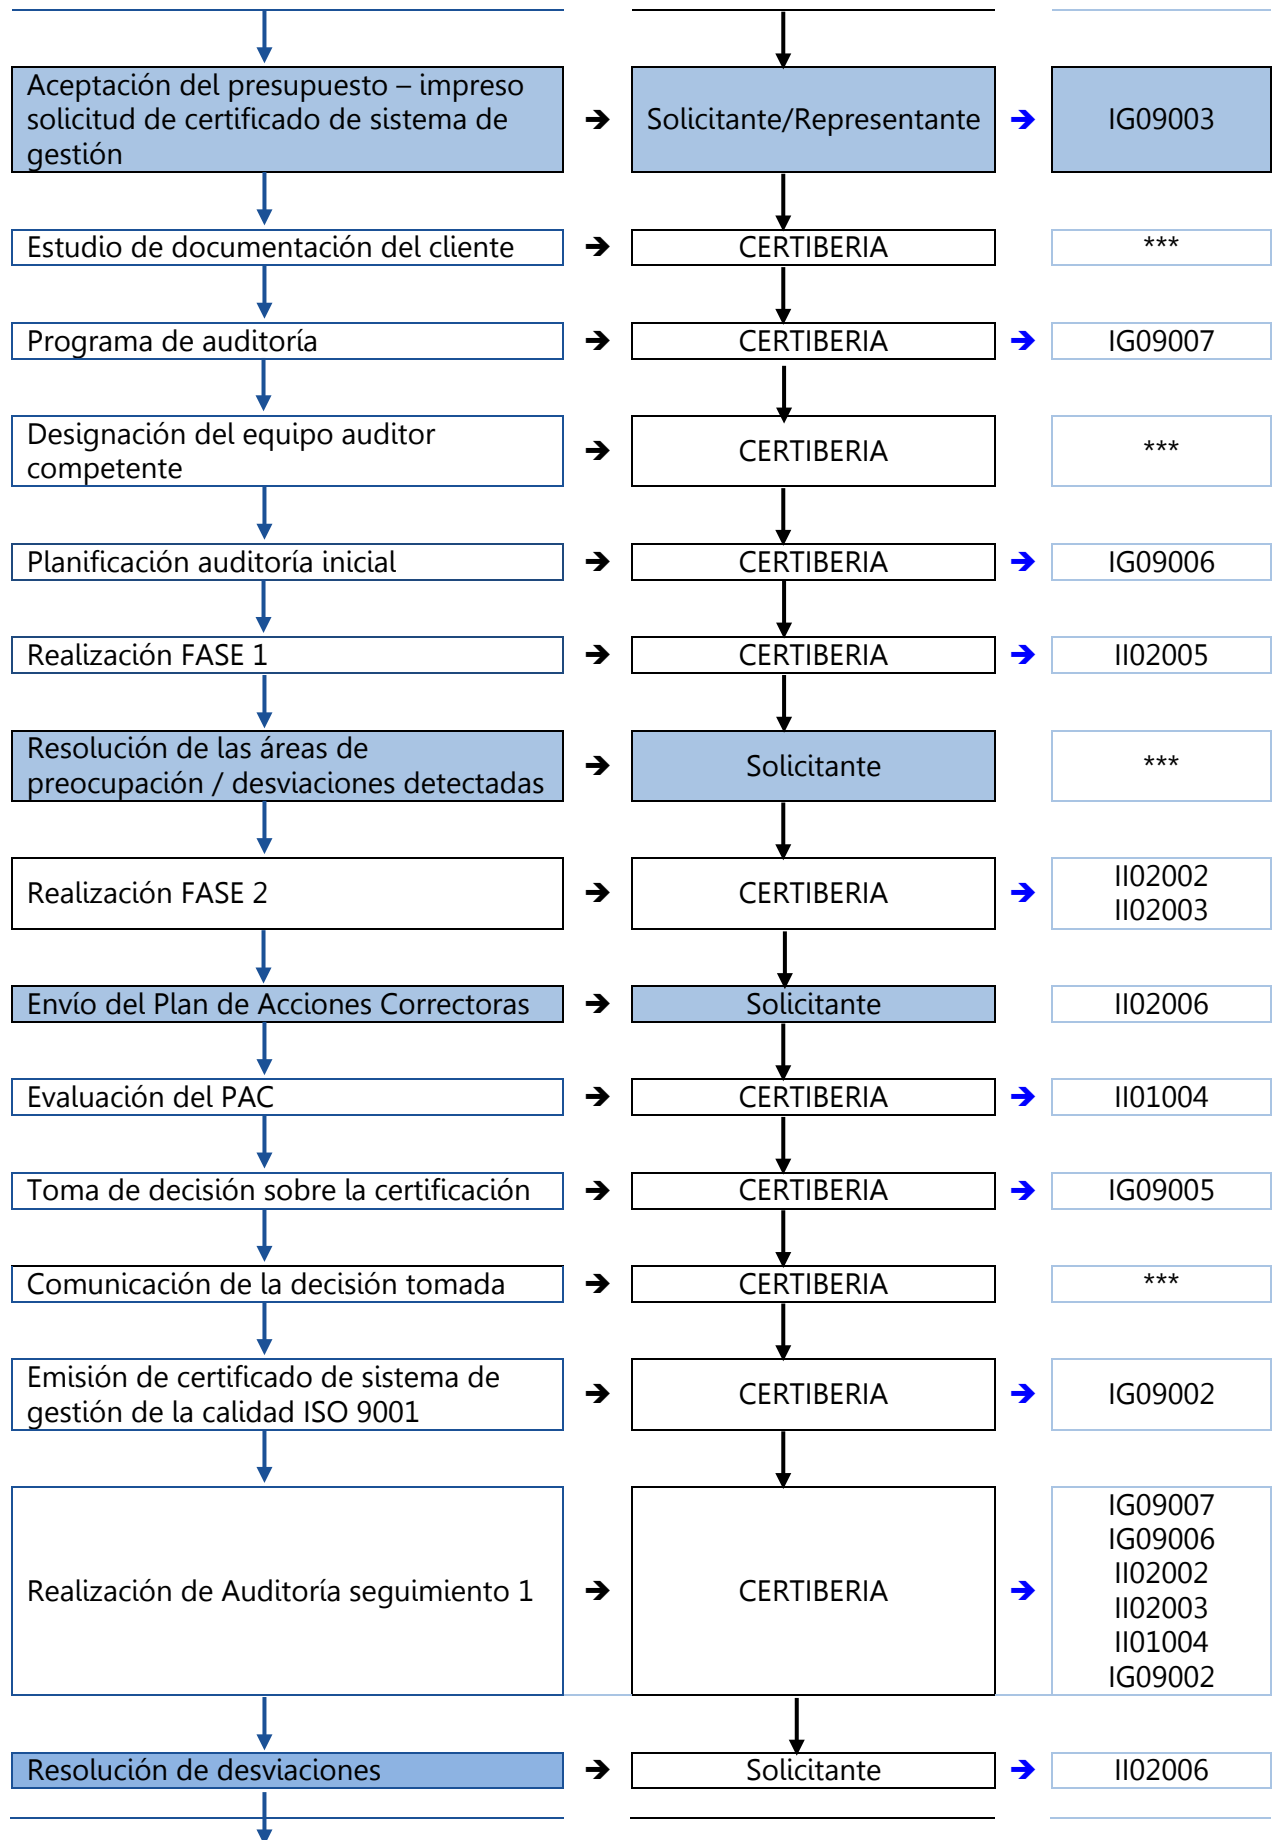 Aceptación del presupuesto – impreso
solicitud de certificado de sistema de
gestión
Solicitante/Representante
IG09003
Estudio de documentación del cliente
CERTIBERIA
***
Programa de auditoría
CERTIBERIA
IG09007
Designación del equipo auditor
competente
CERTIBERIA
***
Planificación auditoría inicial
CERTIBERIA
IG09006
Realización FASE 1
CERTIBERIA
II02005
Resolución de las áreas de
preocupación / desviaciones detectadas
Solicitante
***
Realización FASE 2
CERTIBERIA
II02002
II02003
Envío del Plan de Acciones Correctoras
Solicitante
II02006
Evaluación del PAC
CERTIBERIA
II01004
Toma de decisión sobre la certificación
CERTIBERIA
IG09005
Comunicación de la decisión tomada
CERTIBERIA
***
Emisión de certificado de sistema de
gestión de la calidad ISO 9001
CERTIBERIA
IG09002
Realización de Auditoría seguimiento 1
CERTIBERIA
IG09007
IG09006
II02002
II02003
II01004
IG09002
Resolución de desviaciones
Solicitante
II02006